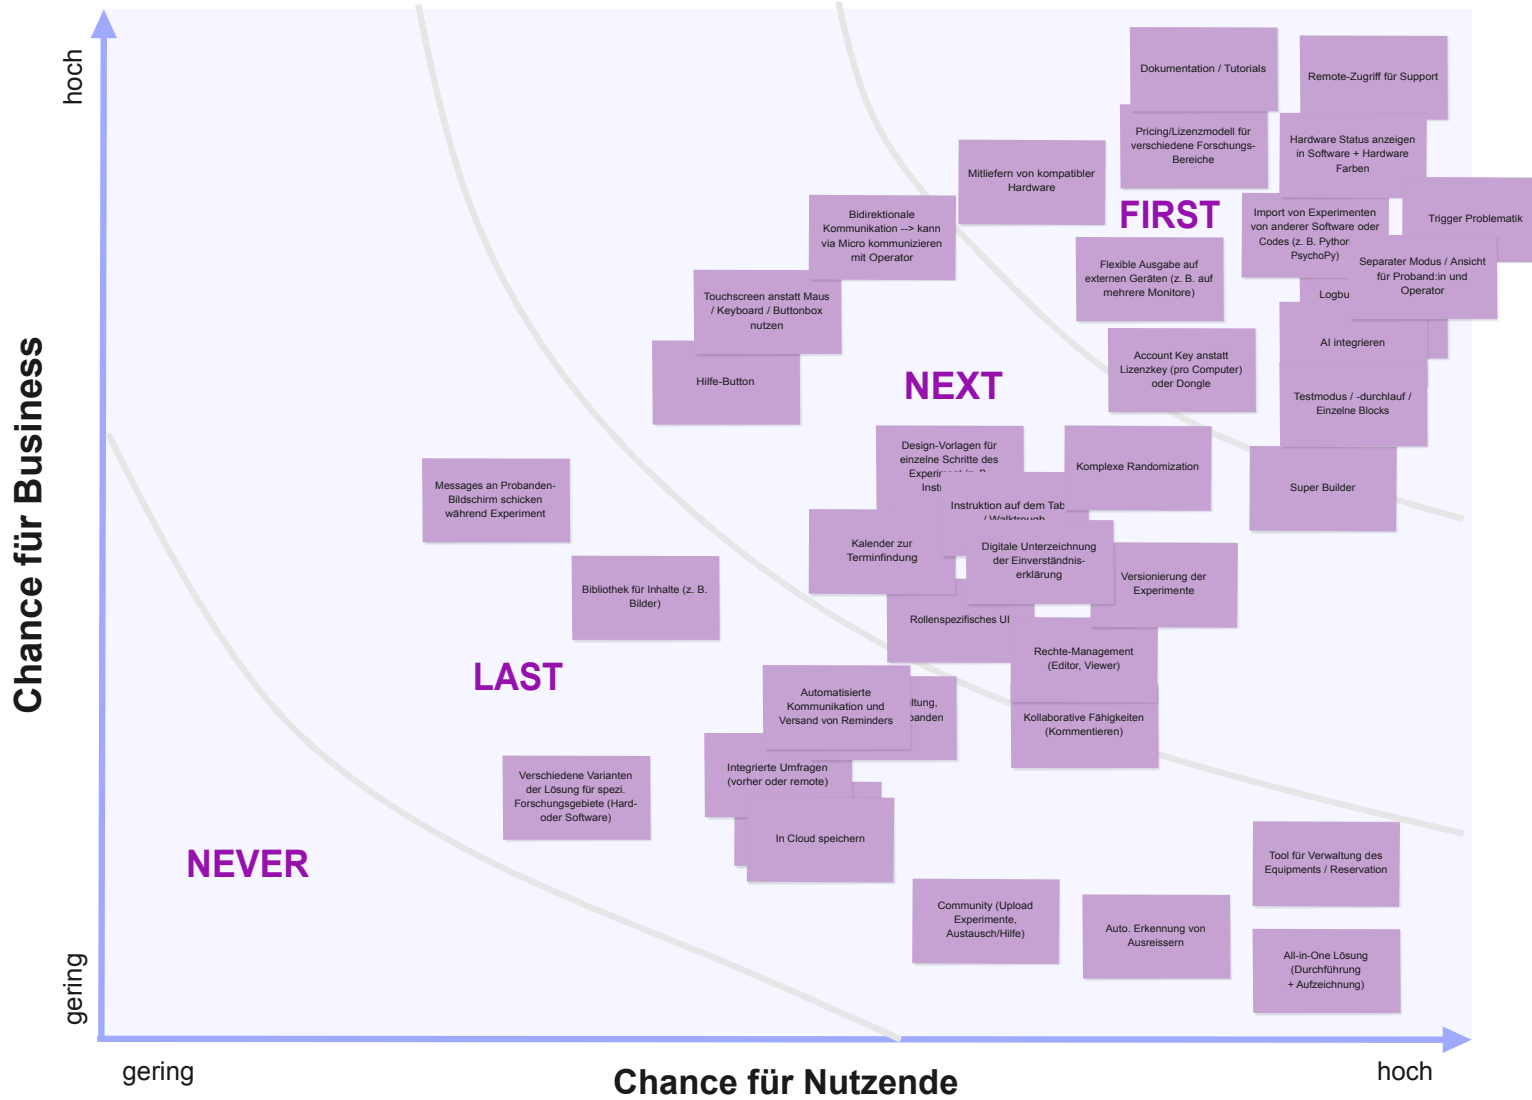 hoch
Chance für Business
gering
Dokumentation / Tutorials
Remote-Zugriff für Support
Pricing/Lizenzmodell für
verschiedene Forschungs-
Bereiche
Hardware Status anzeigen
in Software + Hardware
Farben
Mitliefern von kompatibler
Hardware
FIRST
Import von Experimenten
von anderer Software oder
Codes (z. B. Python
PsychoPy)
Trigger Problematik
Bidirektionale
Kommunikation --> kann
via Micro kommunizieren
mit Operator
Flexible Ausgabe auf
externen Geräten (z. B. auf
mehrere Monitore)
Separater Modus / Ansicht
für Proband:in und
Operator
Logbu
Touchscreen anstatt Maus
/ Keyboard / Buttonbox
nutzen
AI integrieren
Hilfe-Button
NEXT
Account Key anstatt
Lizenzkey (pro Computer)
oder Dongle
Testmodus / -durchlauf /
Einzelne Blocks
Design-Vorlagen für
einzelne Schritte des
Experiment (z. B.
Inst
Komplexe Randomization
Super Builder
Messages an Probanden-
Bildschirm schicken
während Experiment
Instruktion auf dem Tab
/ Walktrough
Kalender zur
Terminfindung
Digitale Unterzeichnung
der Einverständnis-
erklärung
Versionierung der
Experimente
Bibliothek für Inhalte (z. B.
Bilder)
Rollenspezifisches UI
LAST
Rechte-Management
(Editor, Viewer)
Automatisierte
Kommunikation und
Versand von Reminders
ltung,
panden
Kollaborative Fähigkeiten
(Kommentieren)
Integrierte Umfragen
(vorher oder remote)
Verschiedene Varianten
der Lösung für spezi.
Forschungsgebiete (Hard-
oder Software)
In Cloud speichern
NEVER
Tool für Verwaltung des
Equipments / Reservation
Community (Upload
Experimente,
Austausch/Hilfe)
Auto. Erkennung von
Ausreissern
All-in-One Lösung
(Durchführung
+ Aufzeichnung)
gering
Chance für Nutzende
hoch